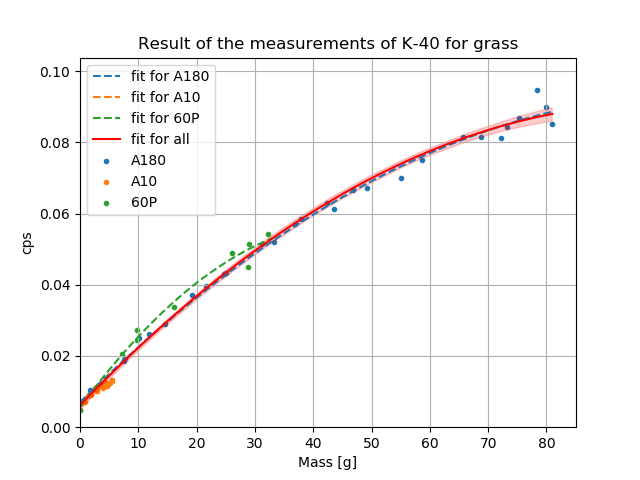 Result of the measurements of K-40 for grass
0.10
0.08
0.06
0.04
0.02
0.00
cps
fit for A180
fit for A10
fit for 60P
fit for all
A180
A10
60P
0 10 20 30 40 50 60 70 80
Mass [g]